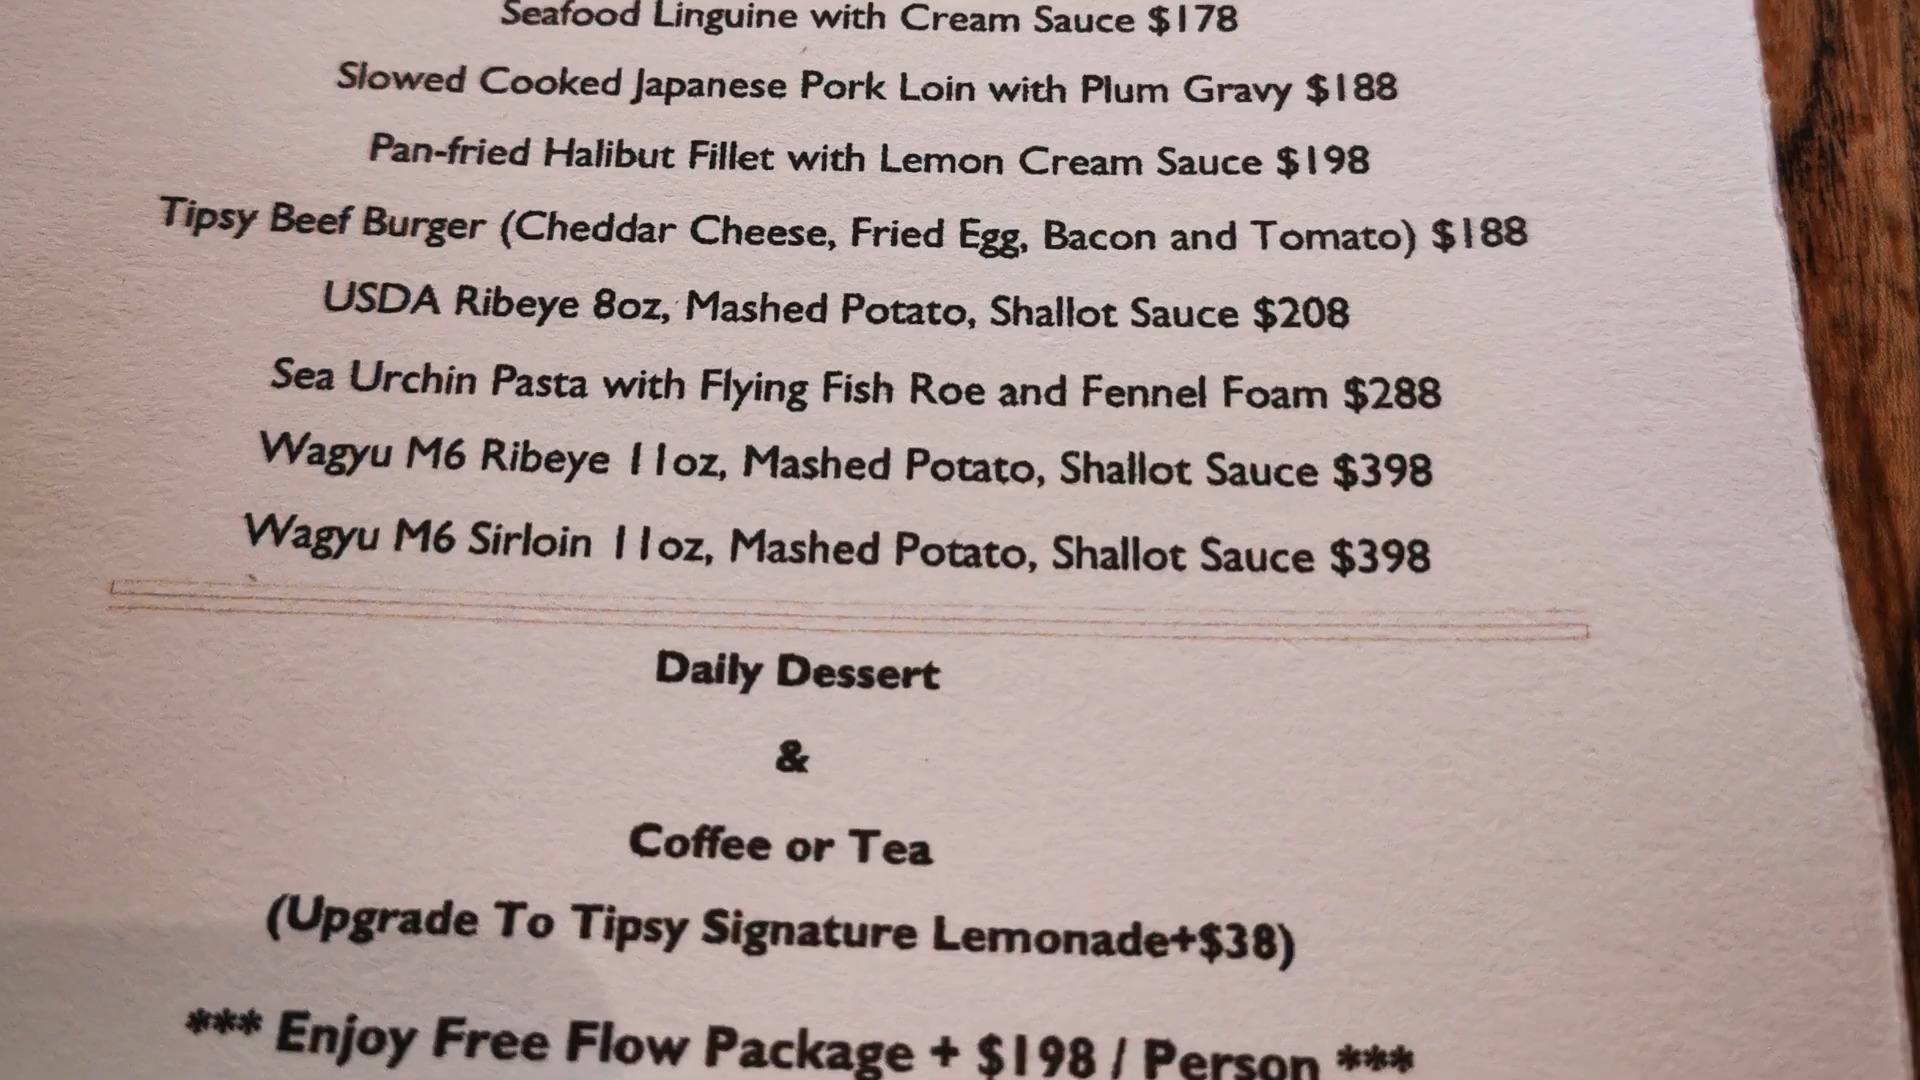 Seafood Linguine with Cream Sauce $178
Slowed Cooked Japanese Pork Loin with Plum Gravy $188
Pan-fried Halibut Fillet with Lemon Cream Sauce $198
Tipsy Beef Burger (Cheddar Cheese, Fried Egg, Bacon and Tomato) $188
USDA Ribeye 8oz, Mashed Potato, Shallot Sauce $208
Sea Urchin Pasta with Flying Fish Roe and Fennel Foam $288
Wagyu M6 Ribeye 11oz, Mashed Potato, Shallot Sauce $398
Wagyu M6 Sirloin 11oz, Mashed Potato, Shallot Sauce $398
Daily Dessert
&
Coffee or Tea
(Upgrade To Tipsy Signature Lemonade+$38)
*** Enjoy Free Flow Package + $198 / Person ***